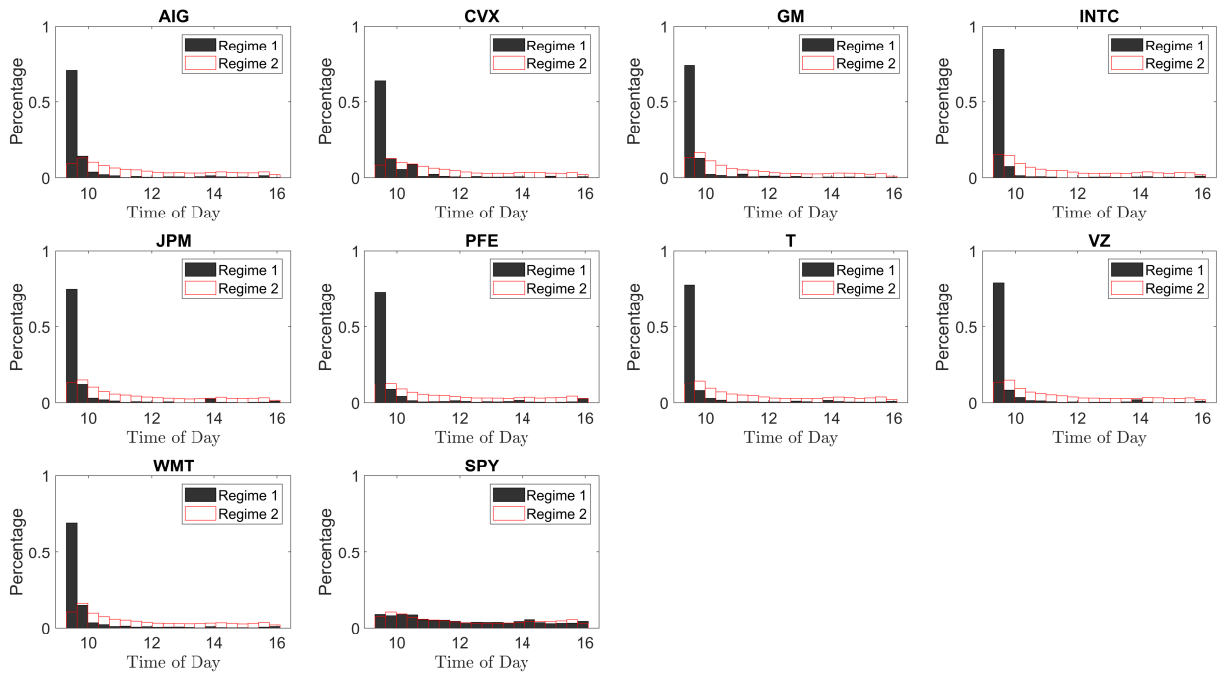 AIG
1
Regime 1
Regime 2
Percentage
0.5
0
10 12 14 16
Time of Day
CVX
1
Regime 1
Regime 2
Percentage
0.5
0
10 12 14 16
Time of Day
GM
1
Regime 1
Regime 2
Percentage
0.5
0
10 12 14 16
Time of Day
INTC
1
Regime 1
Regime 2
Percentage
0.5
0
10 12 14 16
Time of Day
JPM
1
Regime 1
Regime 2
Percentage
0.5
0
10 12 14 16
Time of Day
PFE
1
Regime 1
Regime 2
Percentage
0.5
0
10 12 14 16
Time of Day
T
1
Regime 1
Regime 2
Percentage
0.5
0
10 12 14 16
Time of Day
VZ
1
Regime 1
Regime 2
Percentage
0.5
0
10 12 14 16
Time of Day
WMT
1
Regime 1
Regime 2
Percentage
0.5
0
10 12 14 16
Time of Day
SPY
1
Regime 1
Regime 2
Percentage
0.5
0
10 12 14 16
Time of Day